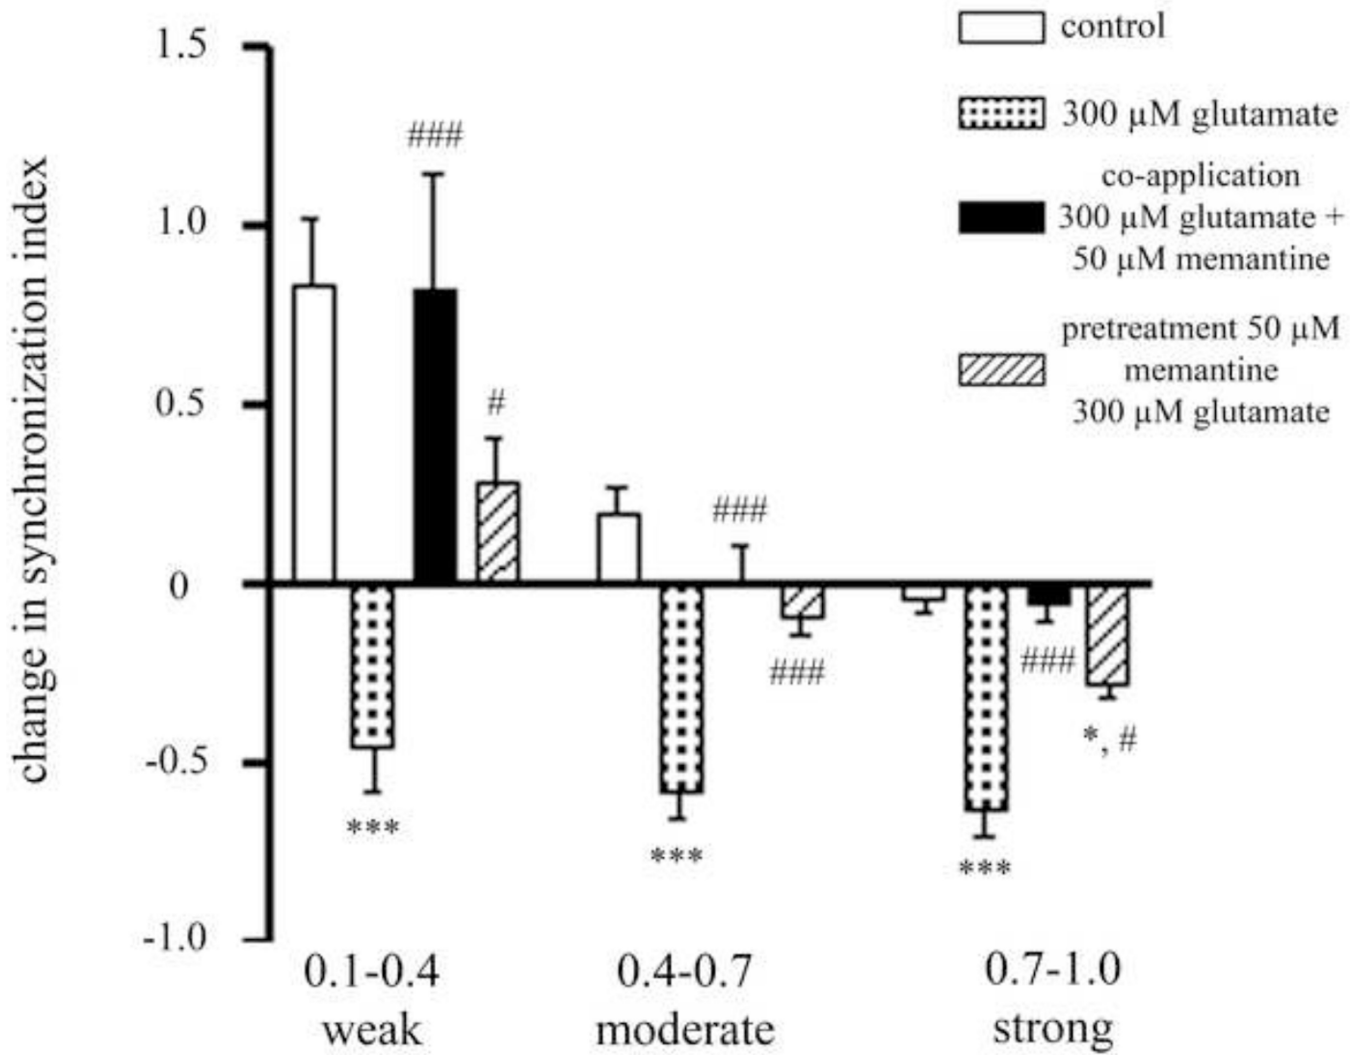 control
300 µM glutamate
co-application
300 µM glutamate +
50 µM memantine
pretreatment 50 µM
memantine
300 µM glutamate
change in synchronization index
1.5
1.0
0.5
0
-0.5
-1.0
###
#
###
###
###
*, #
***
***
***
0.1-0.4
0.4-0.7
0.7-1.0
weak
moderate
strong